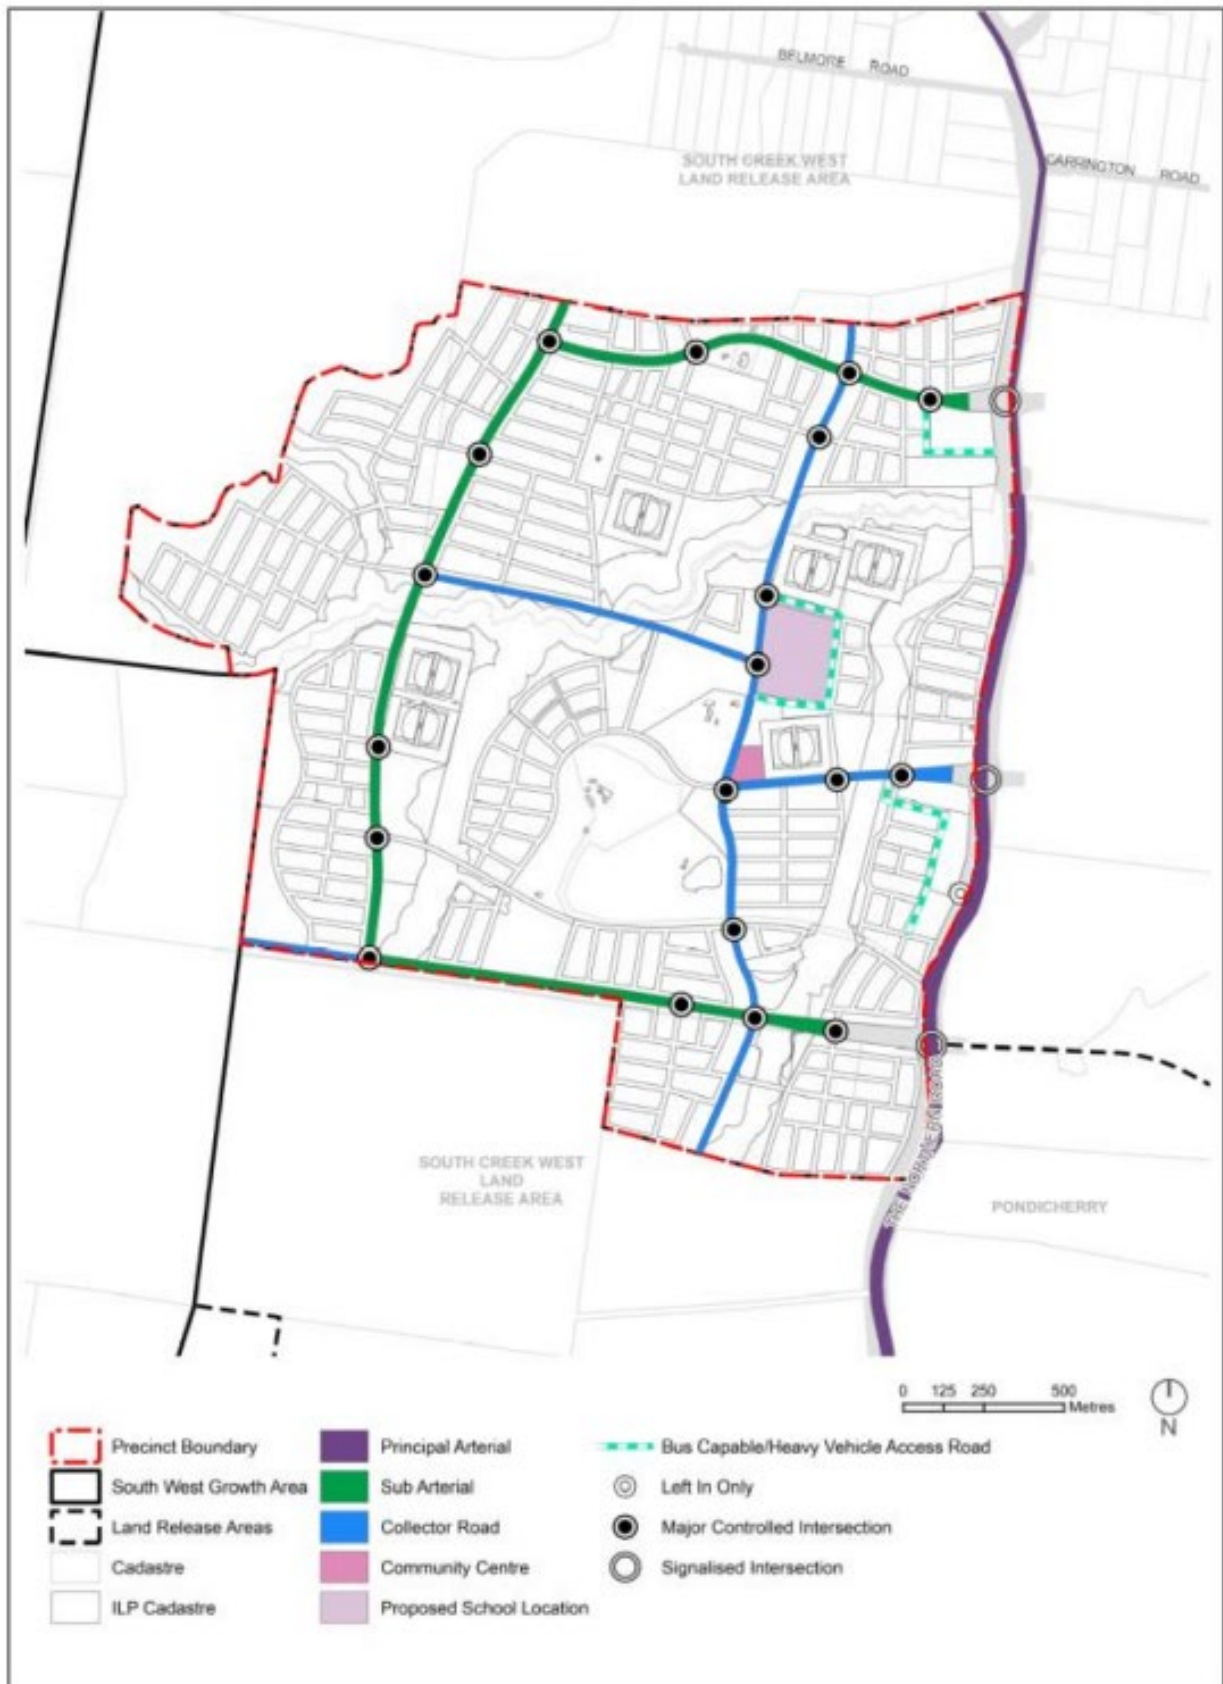 BELMORE ROAD
SOUTH CREEK WEST
LAND RELEASE AREA
CARRINGTON ROAD
SOUTH CREEK WEST
LAND
RELEASE AREA
PONDICHERRY
0 125 250 500
Metres
N
Precinct Boundary
South West Growth Area
Land Release Areas
Cadastre
ILP Cadastre
Principal Arterial
Sub Arterial
Collector Road
Community Centre
Proposed School Location
Bus Capable/Heavy Vehicle Access Road
Left In Only
Major Controlled Intersection
Signalised Intersection